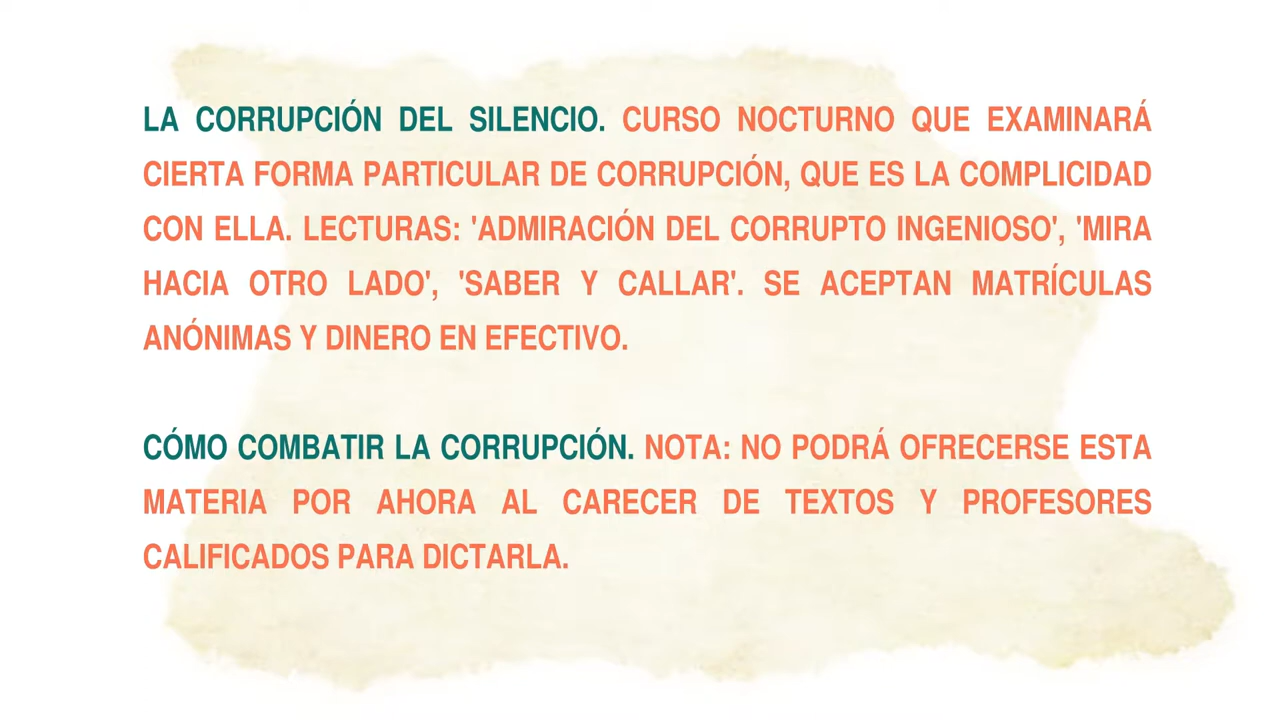 LA CORRUPCIÓN DEL SILENCIO. CURSO NOCTURNO QUE EXAMINARÁ
CIERTA FORMA PARTICULAR DE CORRUPCIÓN, QUE ES LA COMPLICIDAD
CON ELLA. LECTURAS: 'ADMIRACIÓN DEL CORRUPTO INGENIOSO', 'MIRA
HACIA OTRO LADO', 'SABER Y CALLAR'. SE ACEPTAN MATRÍCULAS
ANÓNIMAS Y DINERO EN EFECTIVO.
CÓMO COMBATIR LA CORRUPCIÓN. NOTA: NO PODRÁ OFRECERSE ESTA
MATERIA POR AHORA AL CARECER DE TEXTOS Y PROFESORES
CALIFICADOS PARA DICTARLA.